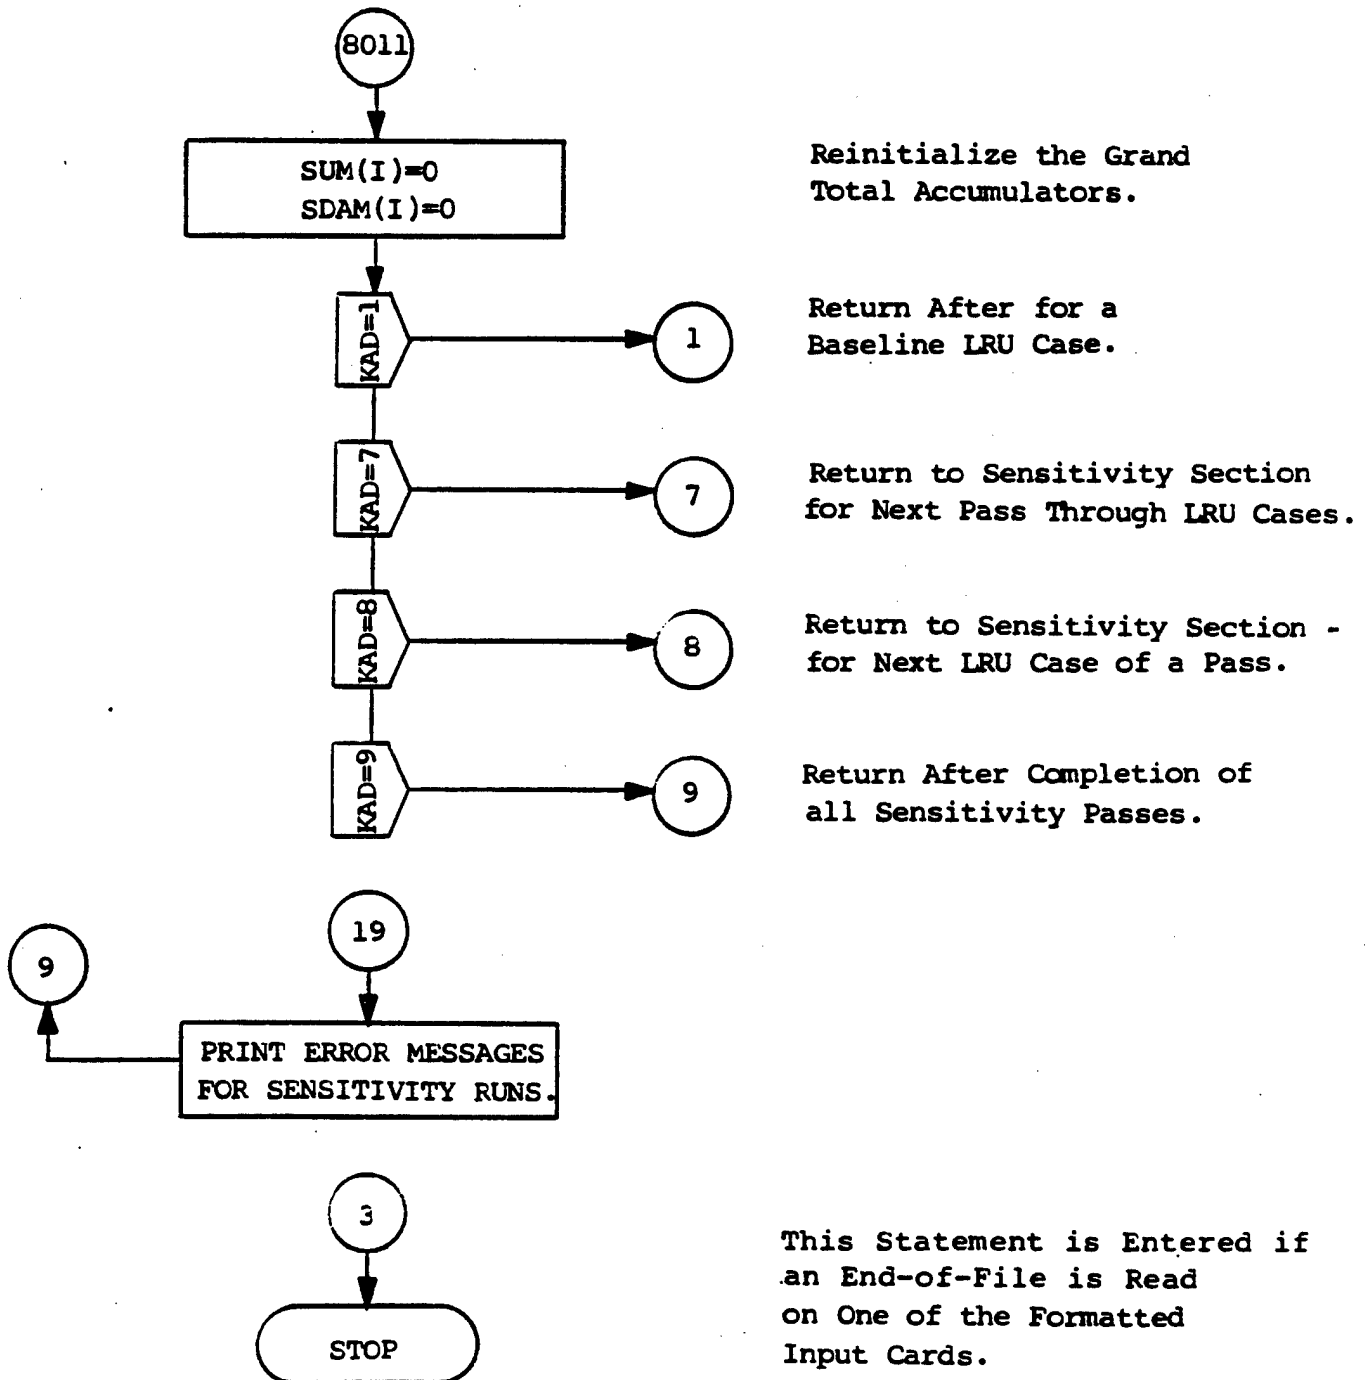 8011
SUM(I)=0
SDAM(I)=0
Reinitialize the Grand
Total Accumulators.
KAD=1
1
Return After for a
Baseline LRU Case.
KAD=7
7
Return to Sensitivity Section
for Next Pass Through LRU Cases.
KAD=8
8
Return to Sensitivity Section -
for Next LRU Case of a Pass.
KAD=9
9
Return After Completion of
all Sensitivity Passes.
19
9
PRINT ERROR MESSAGES
FOR SENSITIVITY RUNS.
3
STOP
This Statement is Entered if
an End-of-File is Read
on One of the Formatted
Input Cards.